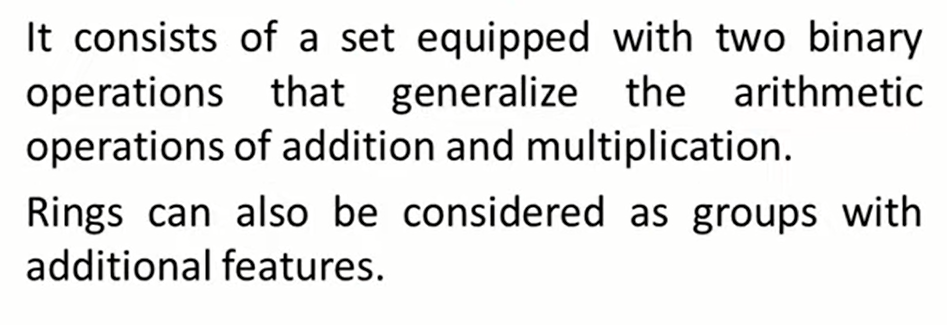 It consists of a set equipped with two binary
operations that generalize the arithmetic
operations of addition and multiplication.
Rings can also be considered as groups with
additional features.